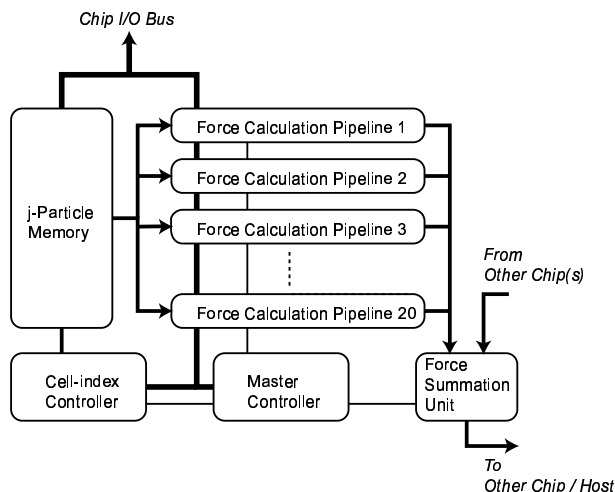 Chip I/O Bus
Force Calculation Pipeline 1
Force Calculation Pipeline 2
j-Particle
Memory
Force Calculation Pipeline 3
From
Other Chip(s)
Force Calculation Pipeline 20
Cell-index
Controller
Master
Controller
Force
Summation
Unit
To
Other Chip / Host